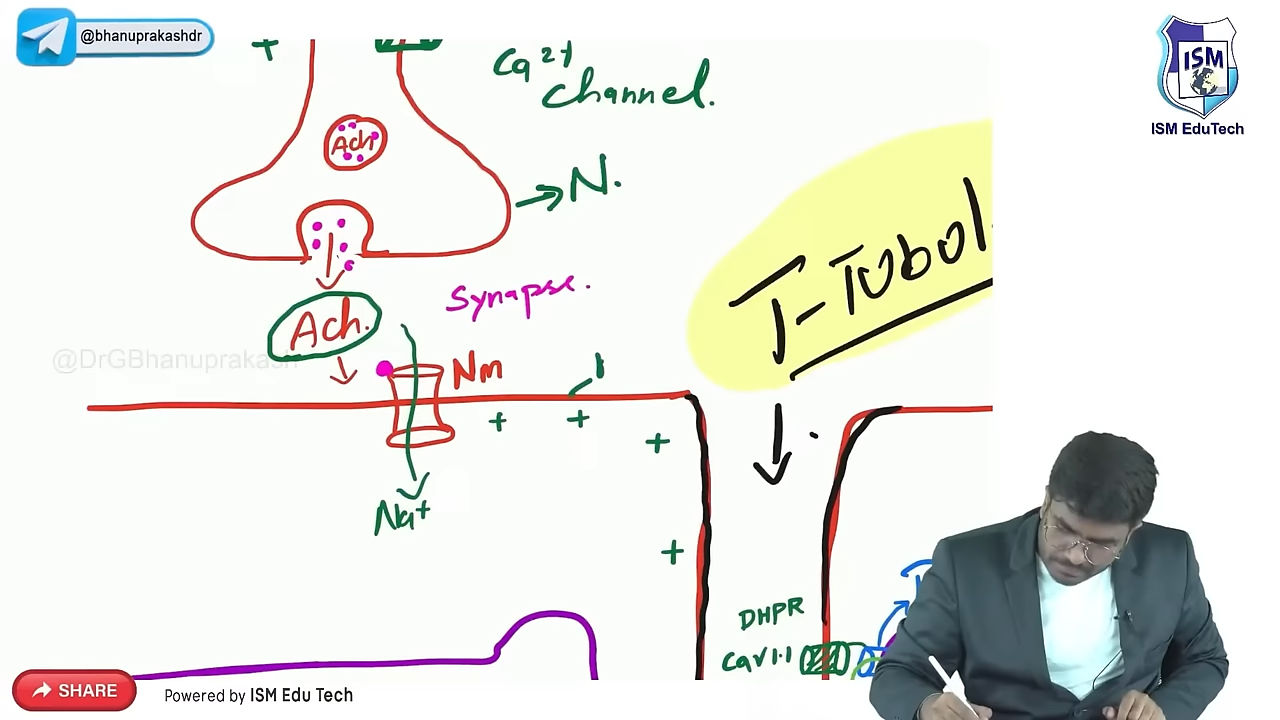 @bhanuprakashdr
+
Ca2+
channel.
ISM
ISM EduTech
Ach
N.
T-Tubul
Synapse.
Ach.
@DrGBhanuprakash
Nm
+
+
+
Na+
+
DHPR
Cav1.1
SHARE
Powered by ISM Edu Tech